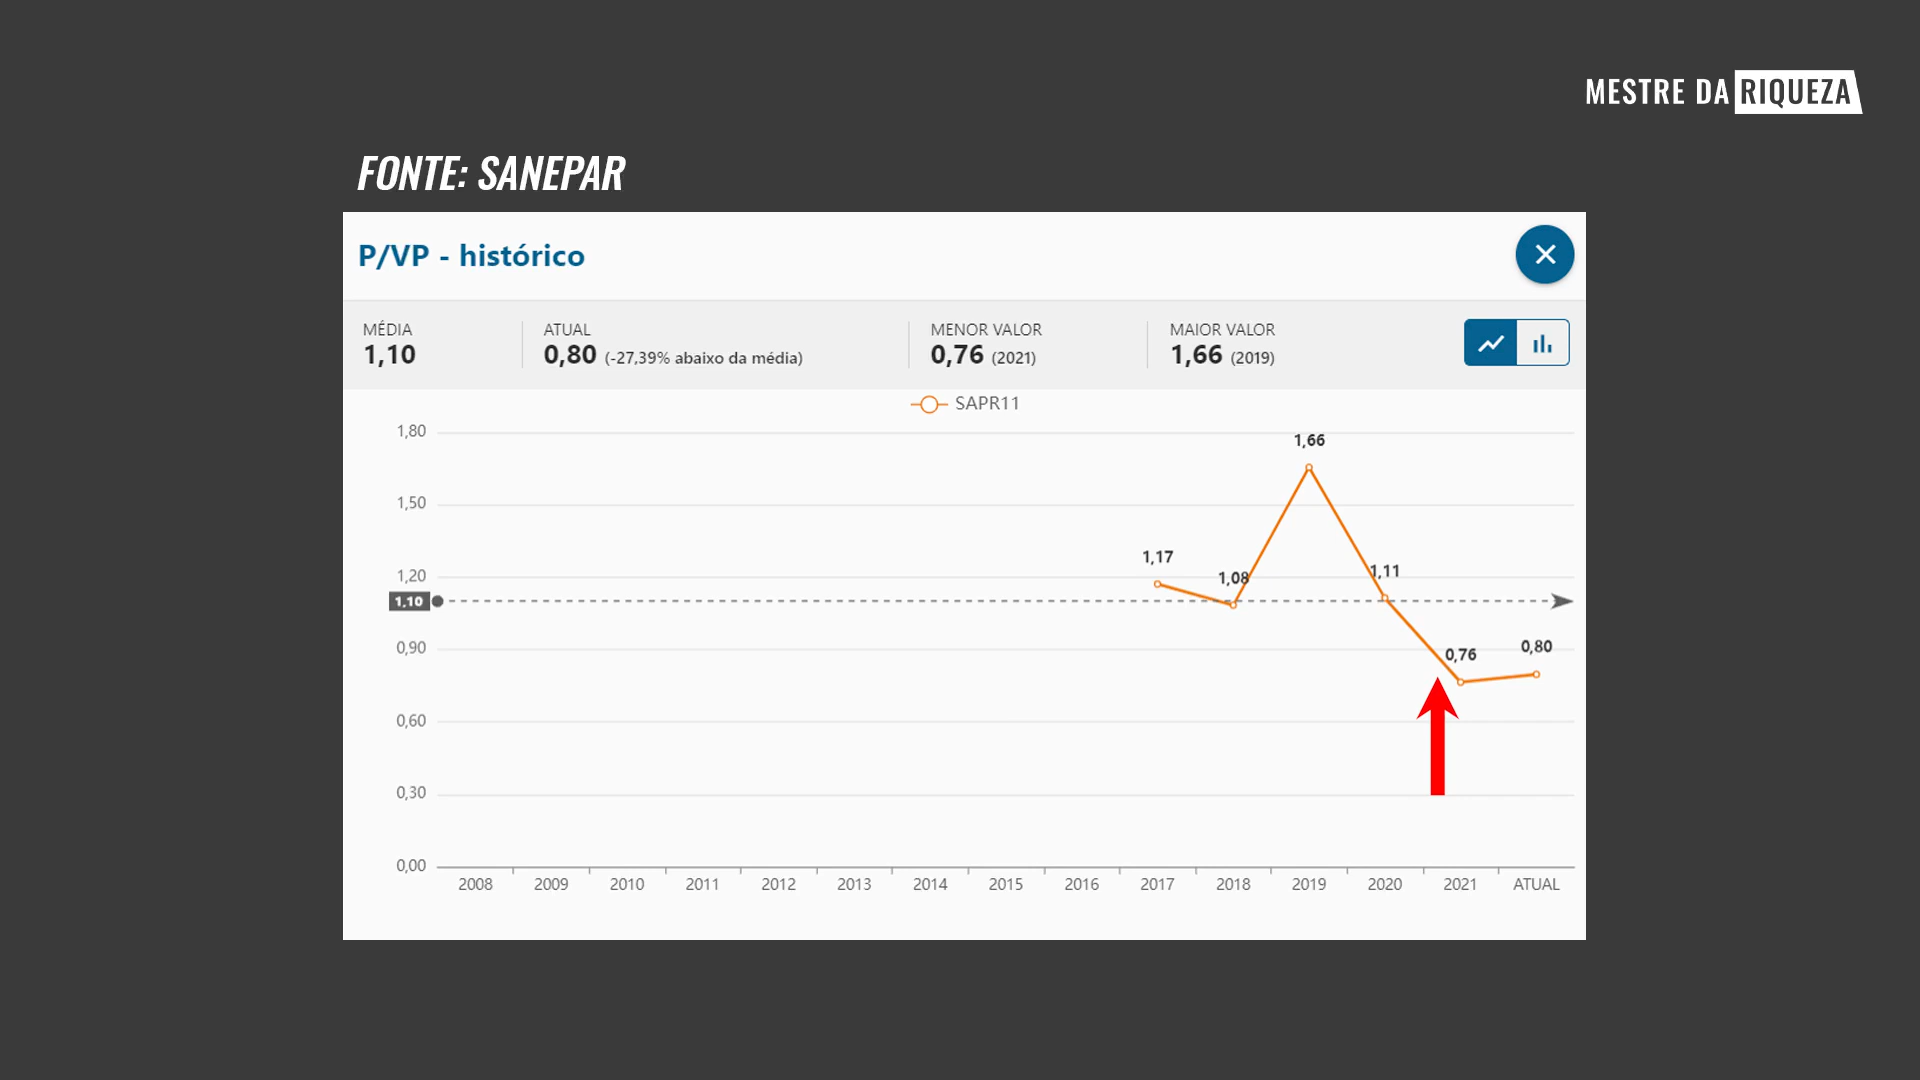 MESTRE DA RIQUEZA
FONTE: SANEPAR
P/VP - histórico
MÉDIA
1,10
ATUAL
0,80 (-27,39% abaixo da média)
MENOR VALOR
0,76 (2021)
MAIOR VALOR
1,66 (2019)
SAPR11
1,80
1,50
1,20
1,10
0,90
0,60
0,30
0,00
1,17
1,08
1,66
1,11
0,76
0,80
2008 2009 2010 2011 2012 2013 2014 2015 2016 2017 2018 2019 2020 2021 ATUAL